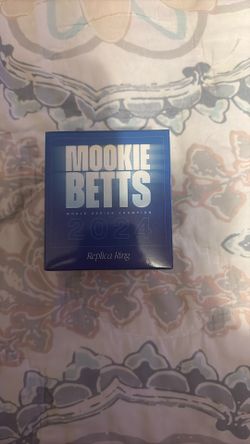 MOOKIE
BETTS
WORLD SERIES CHAMPION
2024
Replica Ring